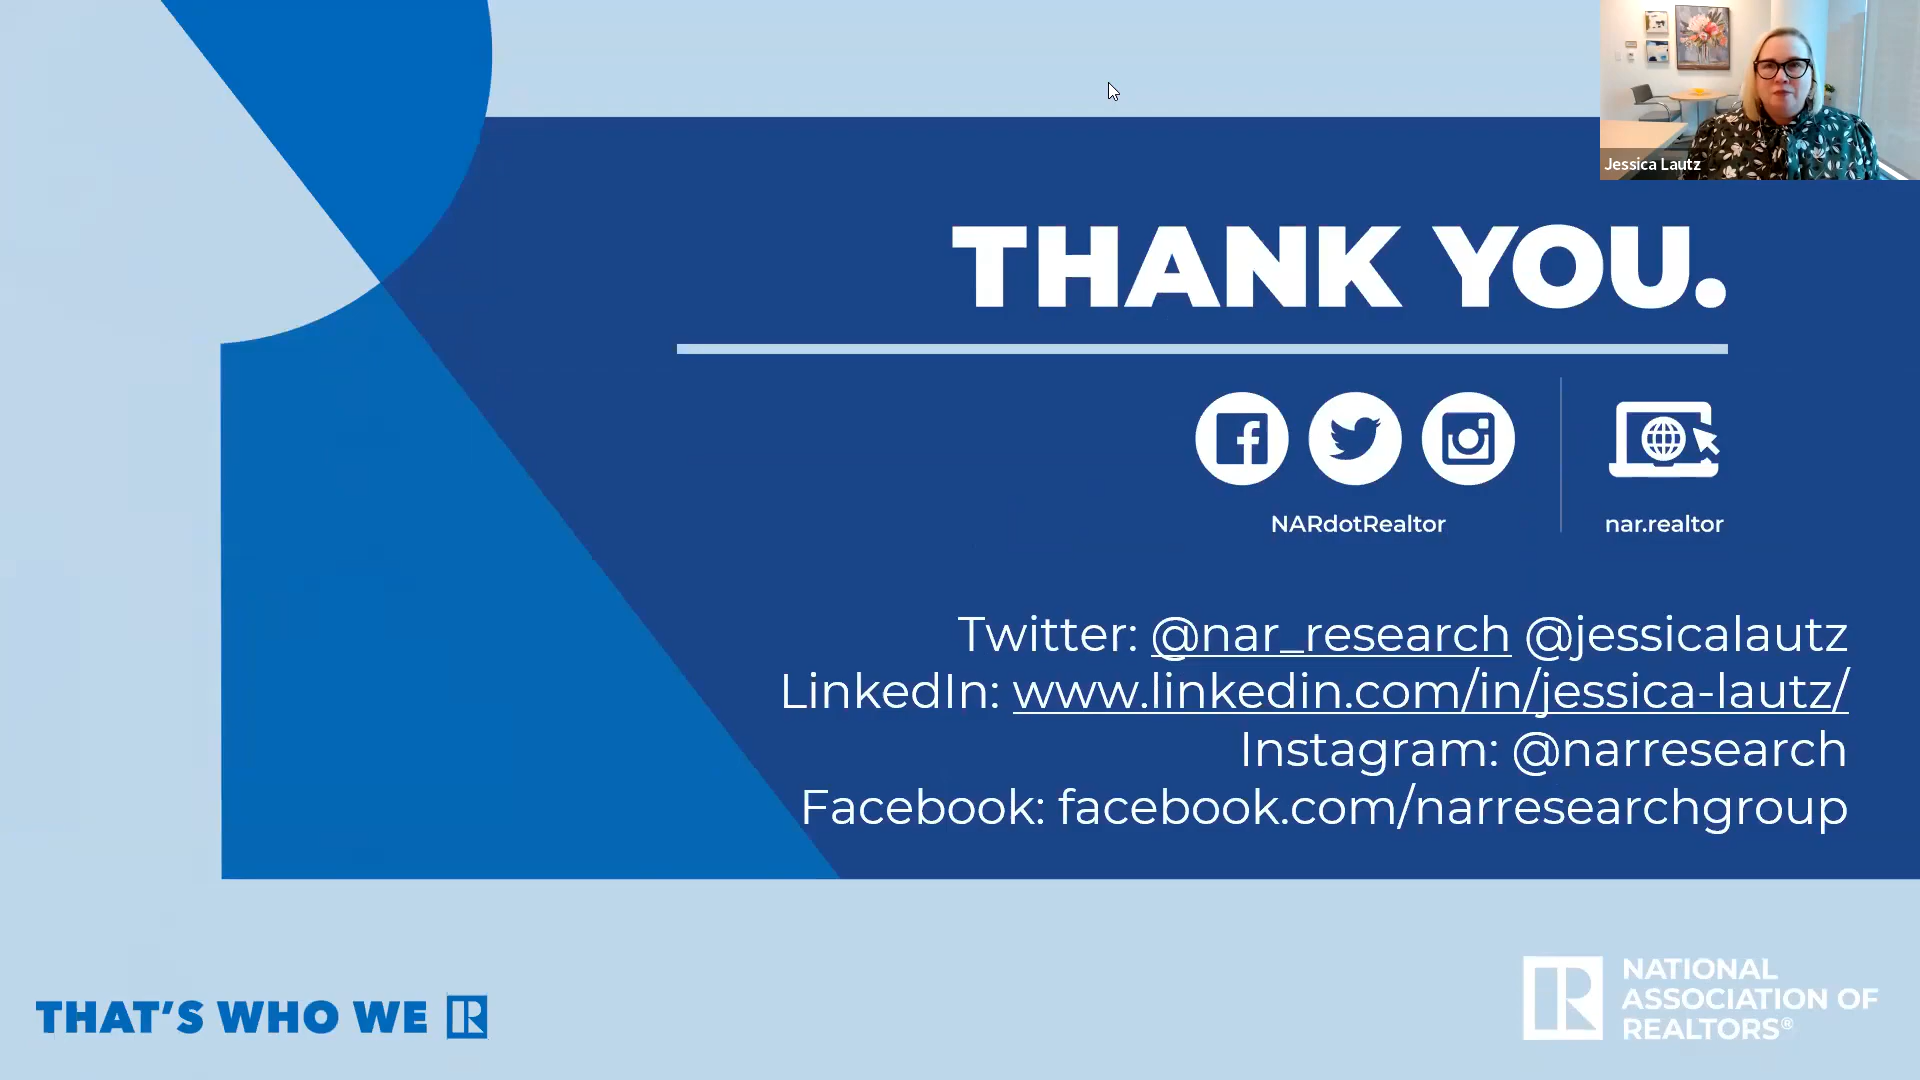 Jessica Lautz
THANK YOU.
NARdotRealtor
nar.realtor
Twitter: @nar_research @jessicalautz
LinkedIn: www.linkedin.com/in/jessica-lautz/
Instagram: @narresearch
Facebook: facebook.com/narresearchgroup
THAT'S WHO WE R
NATIONAL
ASSOCIATION OF
REALTORS®